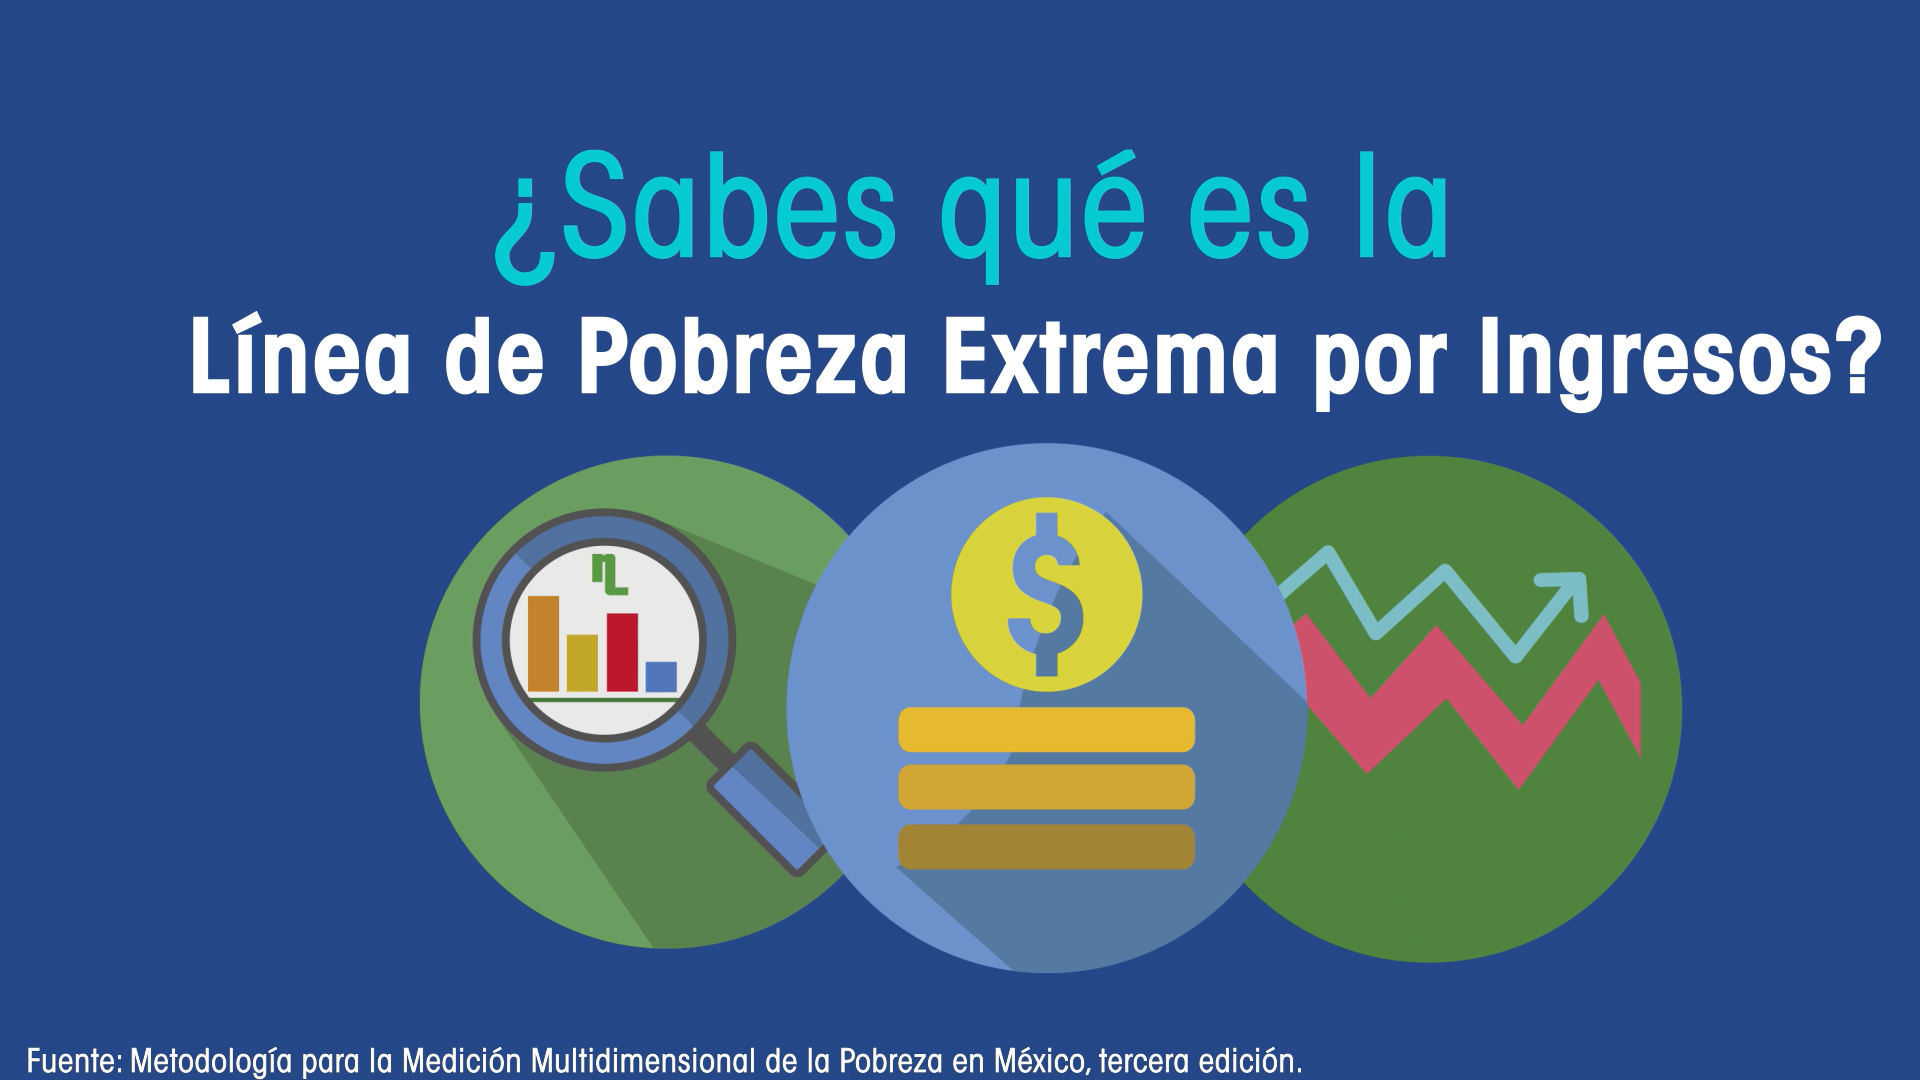 ¿Sabes qué es la
Línea de Pobreza Extrema por Ingresos?
$
Fuente: Metodología para la Medición Multidimensional de la Pobreza en México, tercera edición.